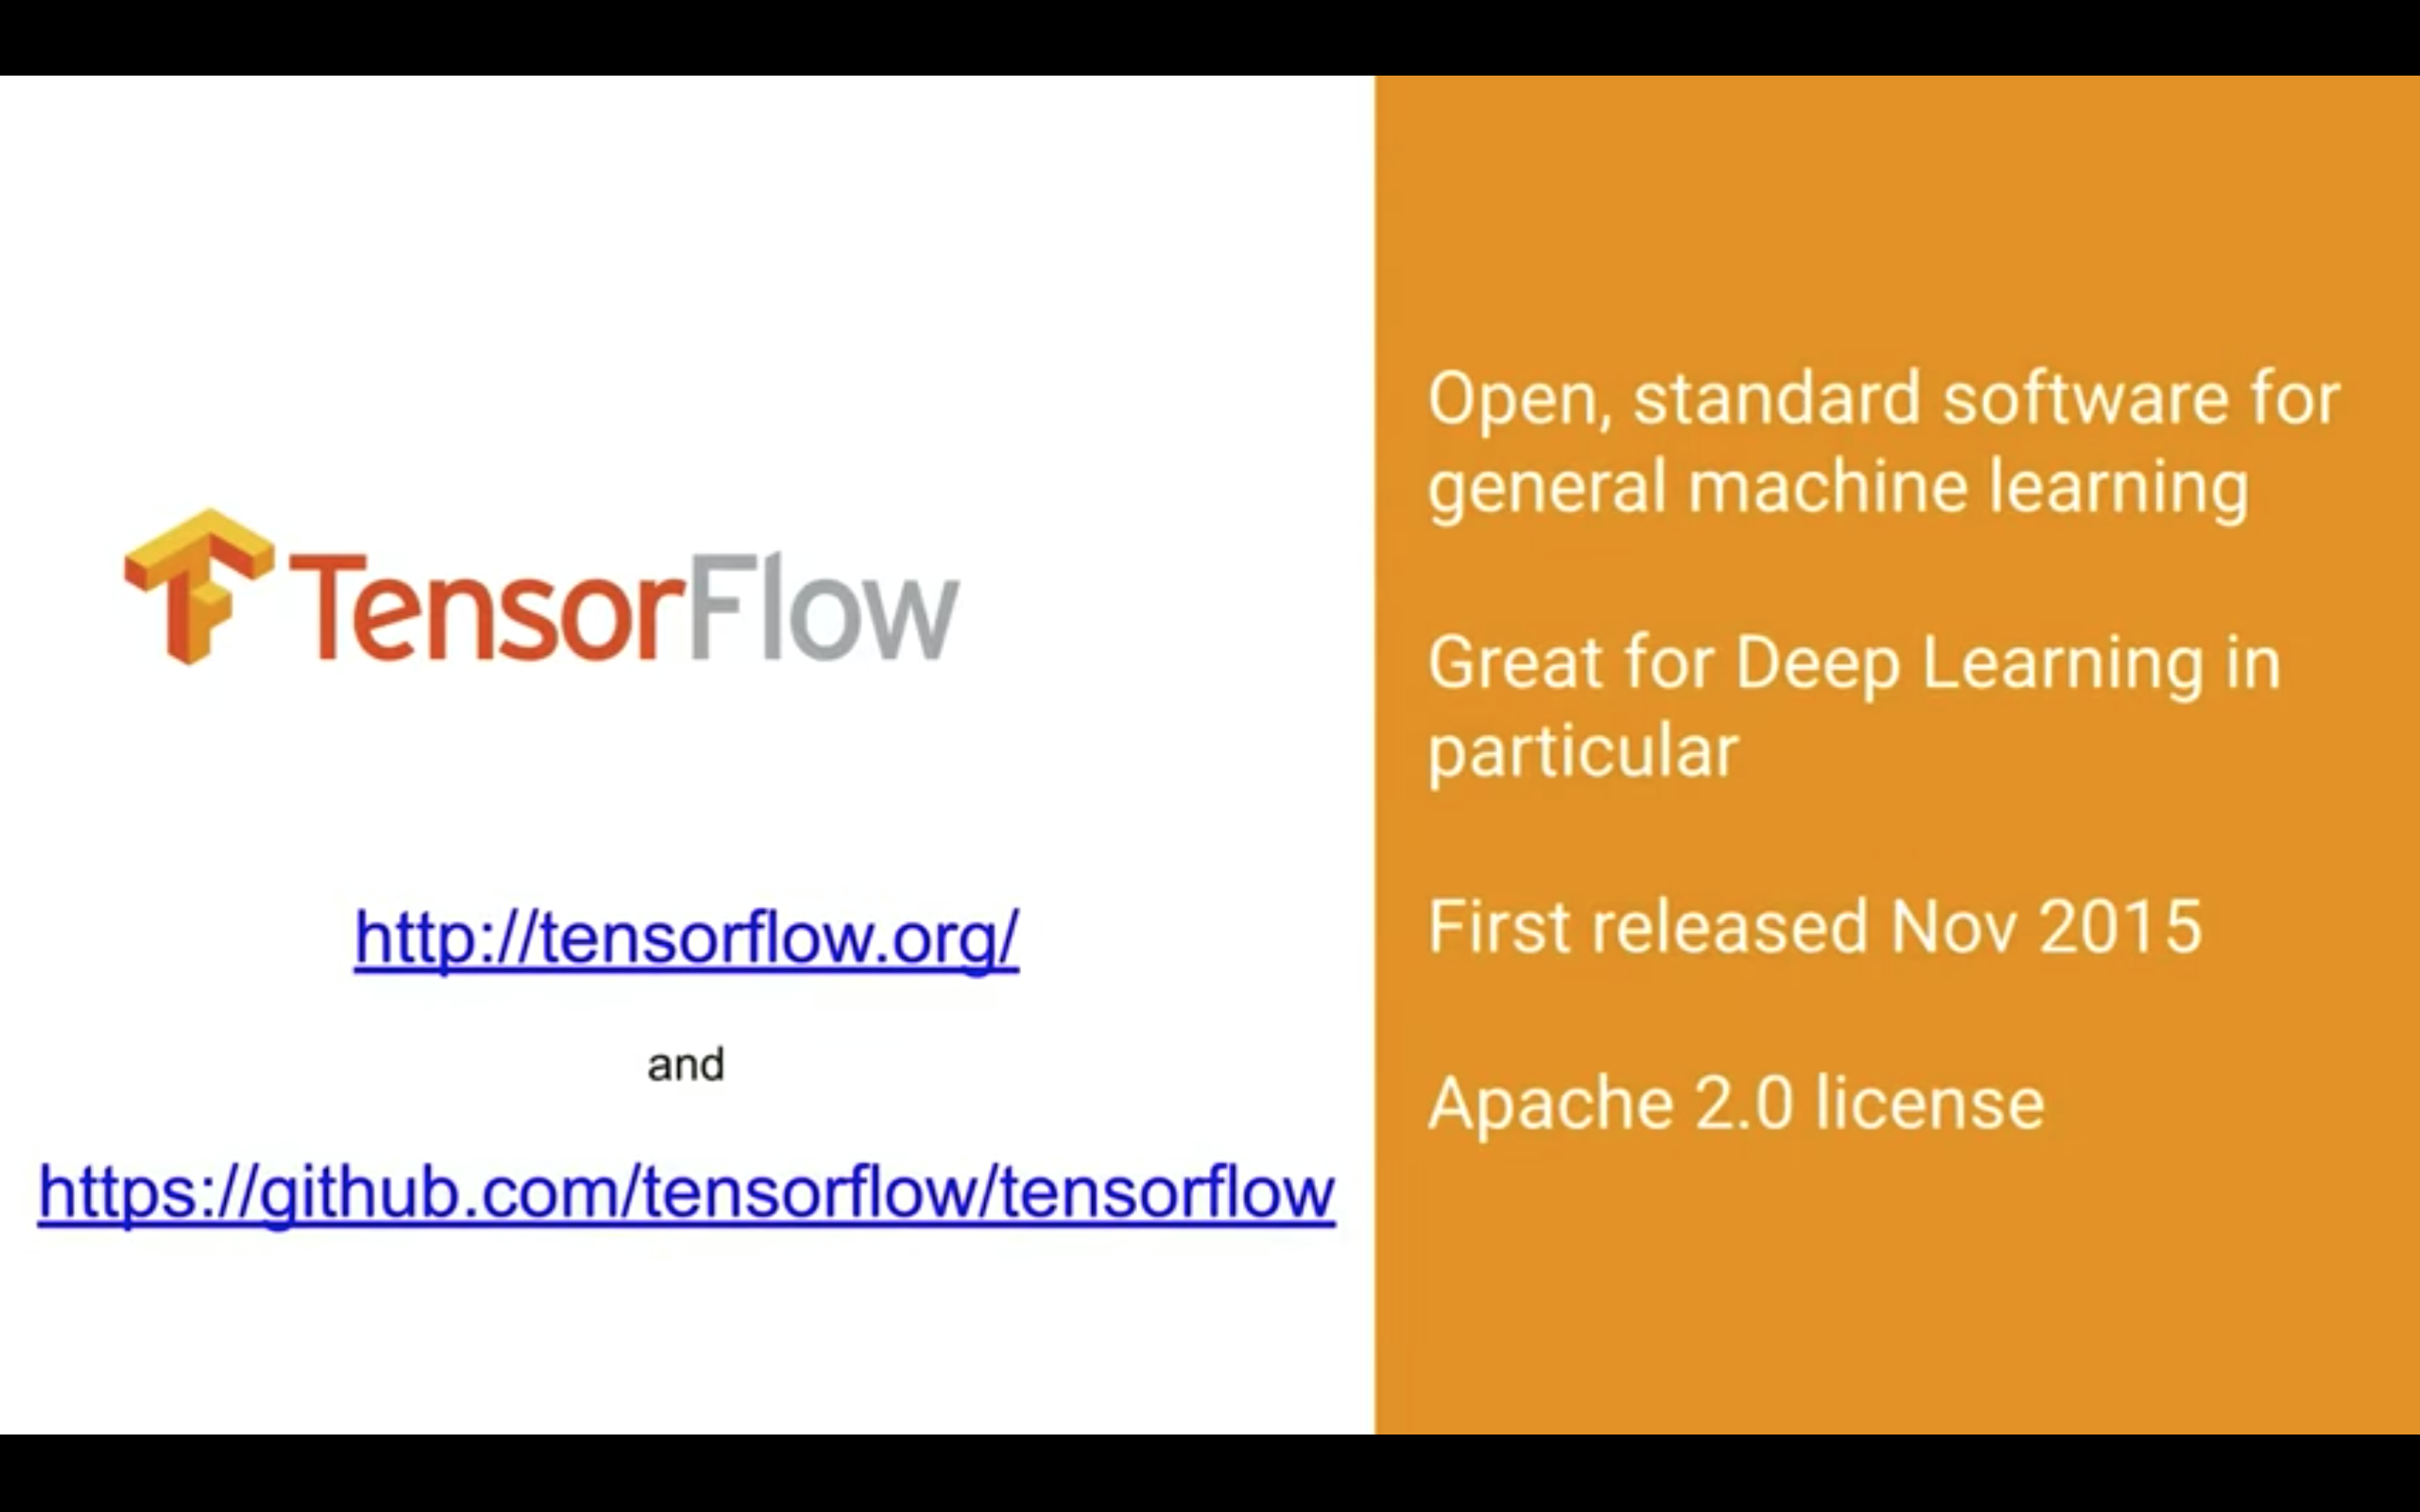 TensorFlow
http://tensorflow.org/
and
https://github.com/tensorflow/tensorflow
Open, standard software for
general machine learning
Great for Deep Learning in
particular
First released Nov 2015
Apache 2.0 license